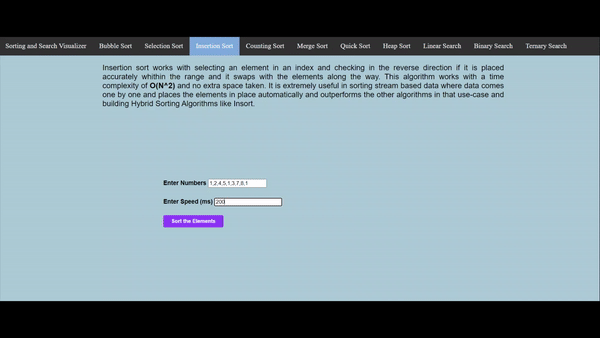 Sorting and Search Visualizer Bubble Sort Selection Sort Insertion Sort Counting Sort Merge Sort Quick Sort Heap Sort Linear Search Binary Search Ternary Search
Insertion sort works with selecting an element in an index and checking in the reverse direction if it is placed
accurately whithin the range and it swaps with the elements along the way. This algorithm works with a time
complexity of O(N^2) and no extra space taken. It is extremely useful in sorting stream based data where data comes
one by one and places the elements in place automatically and outperforms the other algorithms in that use-case and
building Hybrid Sorting Algorithms like Insort.
Enter Numbers 1,2,4,5,1,3,7,8,1
Enter Speed (ms) 200
Sort the Elements